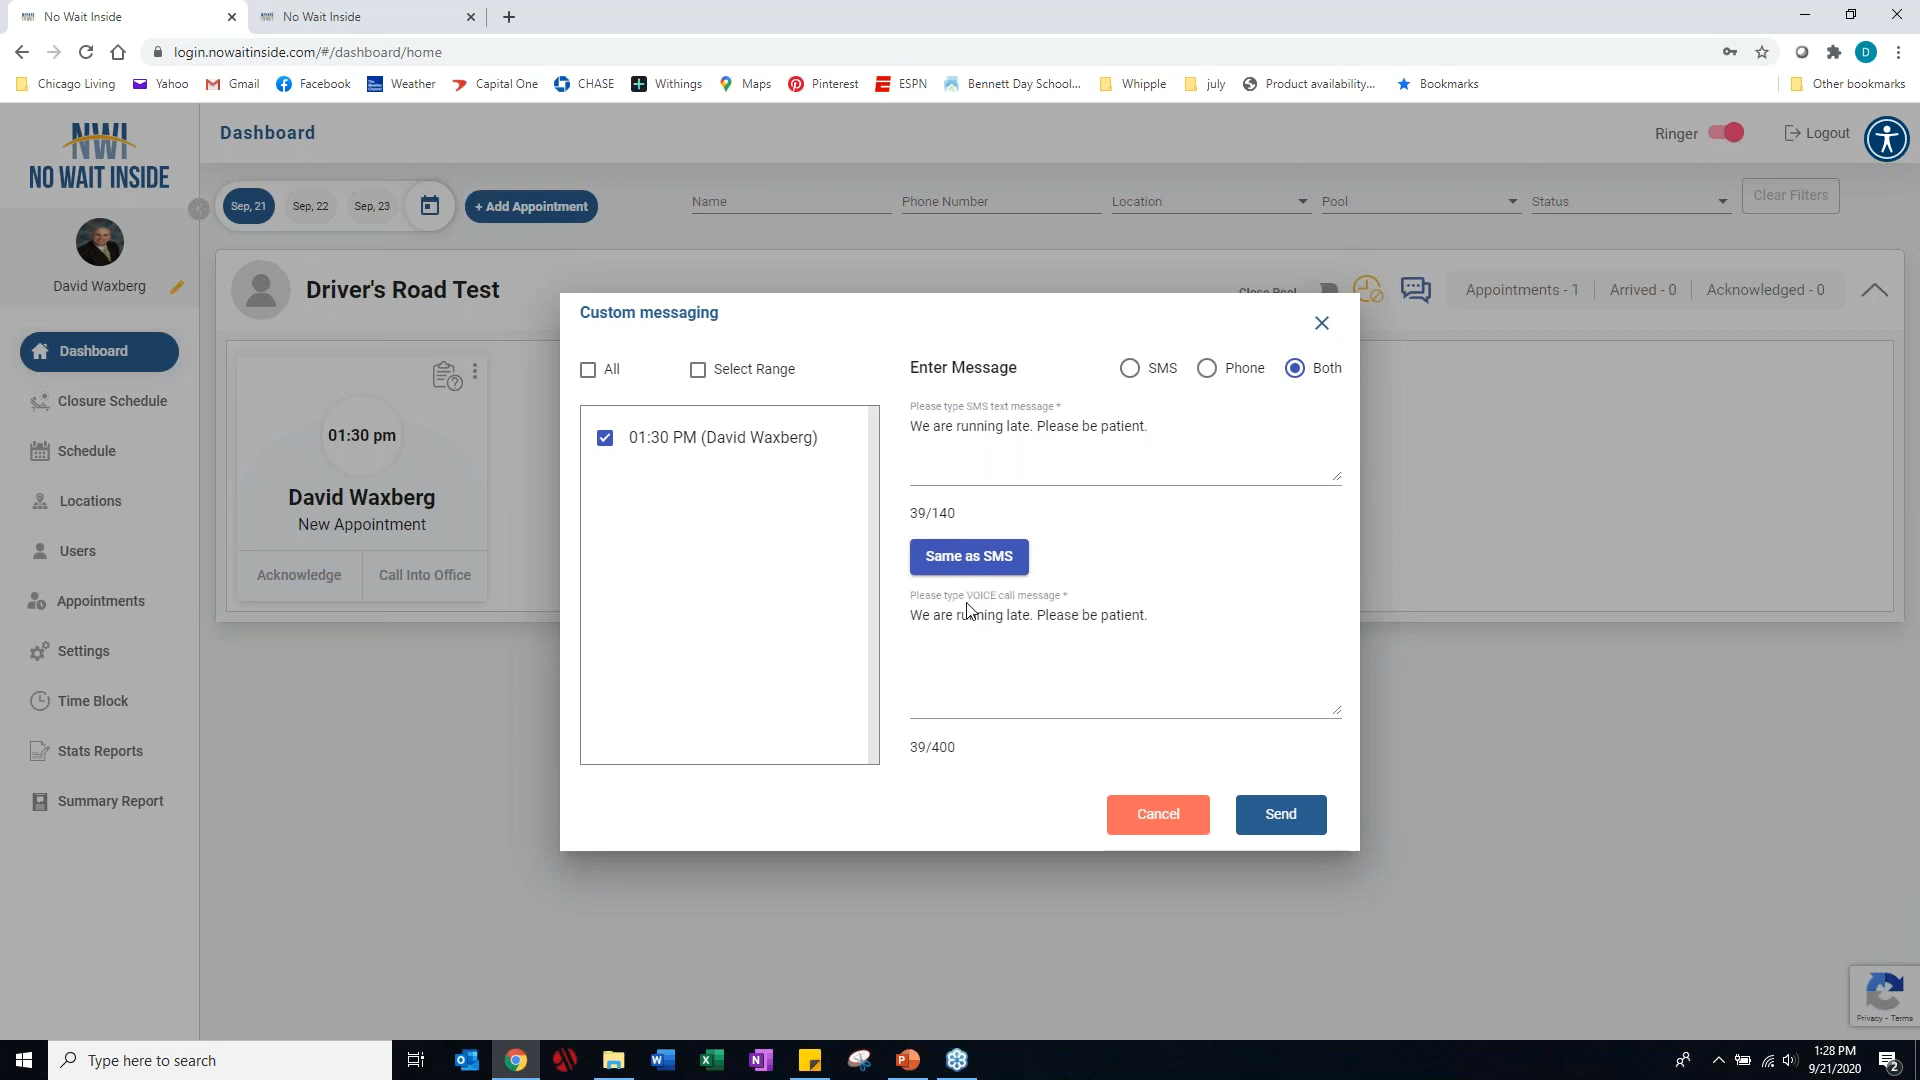 No Wait Inside
No Wait Inside
login.nowaitinside.com/#/dashboard/home
D
Chicago Living
Yahoo
Gmail
Facebook
Weather
Capital One
CHASE
Withings
Maps
Pinterest
ESPN
Bennett Day School...
Whipple
july
Product availability...
Bookmarks
Other bookmarks
NWI
NO WAIT INSIDE
Dashboard
Ringer
Logout
David Waxberg
Sep, 21
Sep, 22
Sep, 23
+ Add Appointment
Name
Phone Number
Location
Pool
Status
Clear Filters
Driver's Road Test
Close Pool
Appointments - 1
Arrived - 0
Acknowledged - 0
Dashboard
Closure Schedule
Schedule
Locations
Users
Appointments
Settings
Time Block
Stats Reports
Summary Report
01:30 pm
David Waxberg
New Appointment
Acknowledge
Call Into Office
Custom messaging
All
Select Range
01:30 PM (David Waxberg)
Enter Message
SMS
Phone
Both
Please type SMS text message *
We are running late. Please be patient.
39/140
Same as SMS
Please type VOICE call message *
We are running late. Please be patient.
39/400
Cancel
Send
Privacy - Terms
Type here to search
1:28 PM
9/21/2020
2